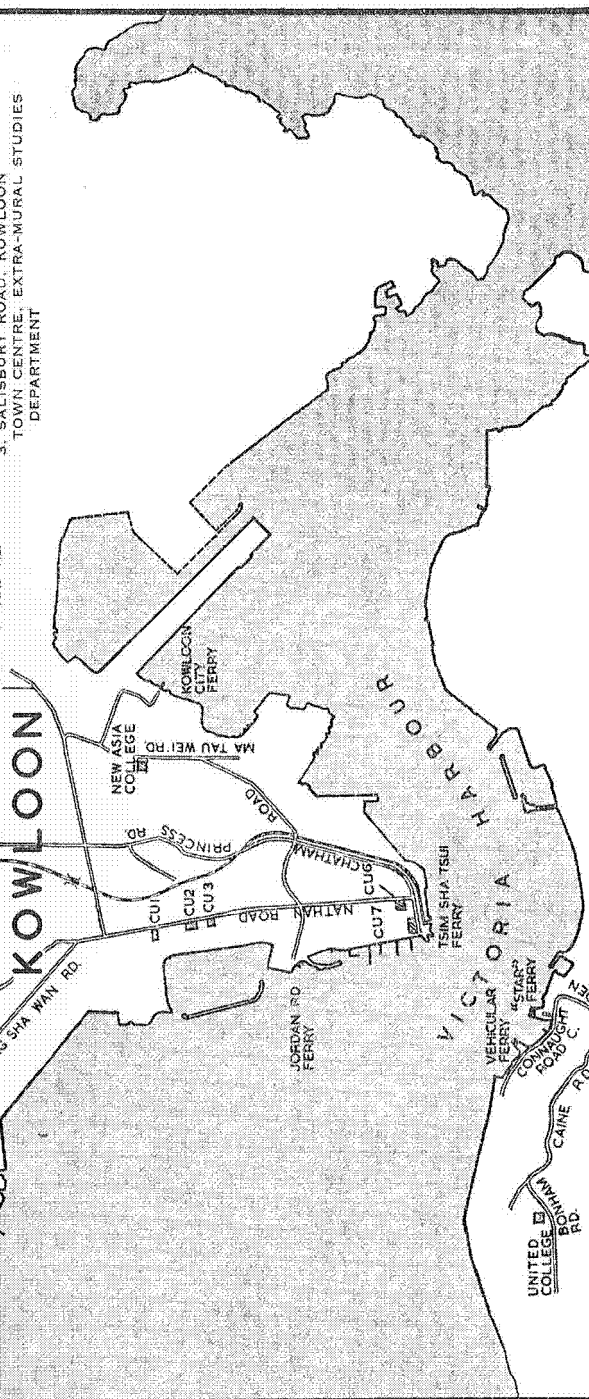 3. SALISBURY ROAD, KOWLOON
TOWN CENTRE, EXTRA-MURAL STUDIES
DEPARTMENT
KOWLOON
SHA WAN RD.
NEW ASIA
COLLEGE
MA TAU WEI RD.
KOWLOON
CITY
FERRY
PRINCESS
RD.
ROAD
CHATHAM
CU1
CU2
CU3
NATHAN
ROAD
CU6
CU7
TSIM SHA TSUI
FERRY
JORDAN RD
FERRY
VICTORIA HARBOUR
VEHICULAR
FERRY
"STAR"
FERRY
CONNAUGHT
ROAD C.
CAINE RD
BONHAM
RD.
UNITED
COLLEGE